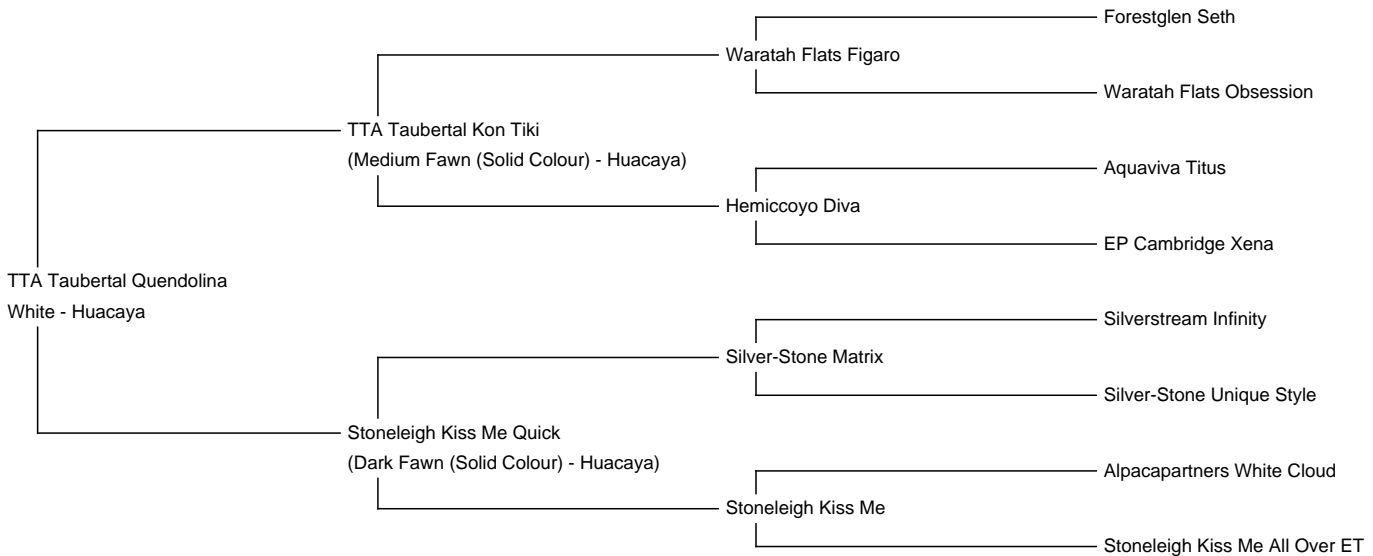 Forestglen Seth
Waratah Flats Figaro
Waratah Flats Obsession
TTA Taubertal Kon Tiki
(Medium Fawn (Solid Colour) - Huacaya)
Aquaviva Titus
Hemiccoyo Diva
EP Cambridge Xena
TTA Taubertal Quendolina
White - Huacaya
Silverstream Infinity
Silver-Stone Matrix
Silver-Stone Unique Style
Stoneleigh Kiss Me Quick
(Dark Fawn (Solid Colour) - Huacaya)
Alpacapartners White Cloud
Stoneleigh Kiss Me
Stoneleigh Kiss Me All Over ET